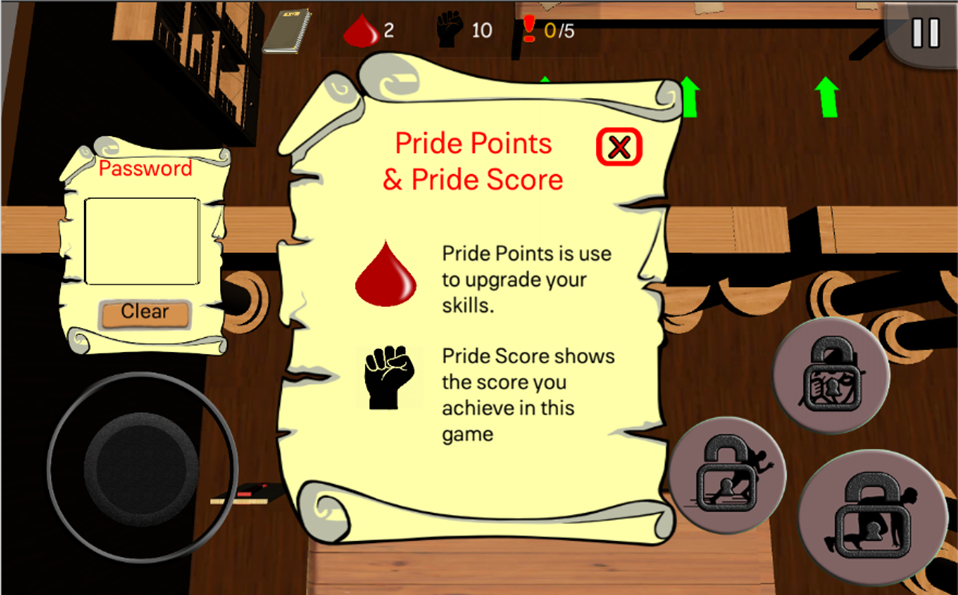 2 10 0/5
Password
Clear
Pride Points
& Pride Score
Pride Points is use
to upgrade your
skills.
Pride Score shows
the score you
achieve in this
game